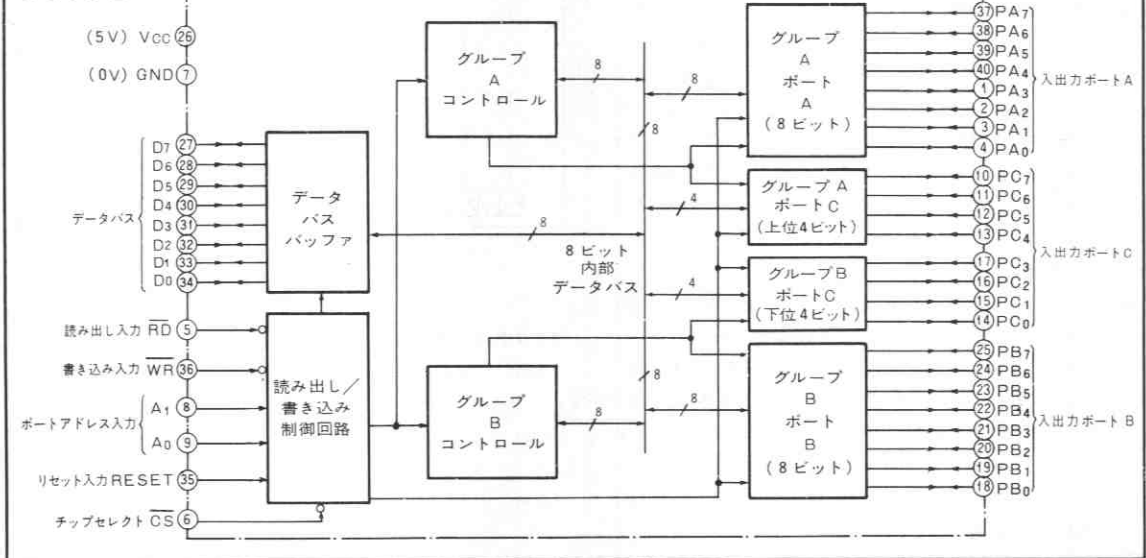 (5V) VCC 26
(0V) GND 7
データバス
D7 27
D6 28
D5 29
D4 30
D3 31
D2 32
D1 33
D0 34
読み出し入力 RD 5
書き込み入力 WR 36
ポートアドレス入力
A1 8
A0 9
リセット入力 RESET 35
チップセレクト CS 6
データ
バス
バッファ
読み出し/
書き込み
制御回路
グループ
A
コントロール
グループ
B
コントロール
8
8
8
8
8ビット
内部
データバス
4
4
8
8
8
グループ
A
ポート
A
(8ビット)
グループA
ポートC
(上位4ビット)
グループB
ポートC
(下位4ビット)
グループ
B
ポート
B
(8ビット)
37 PA7
38 PA6
39 PA5
40 PA4
1 PA3
2 PA2
3 PA1
4 PA0
入出力ポートA
10 PC7
11 PC6
12 PC5
13 PC4
17 PC3
16 PC2
15 PC1
14 PC0
入出力ポートC
25 PB7
24 PB6
23 PB5
22 PB4
21 PB3
20 PB2
19 PB1
18 PB0
入出力ポートB